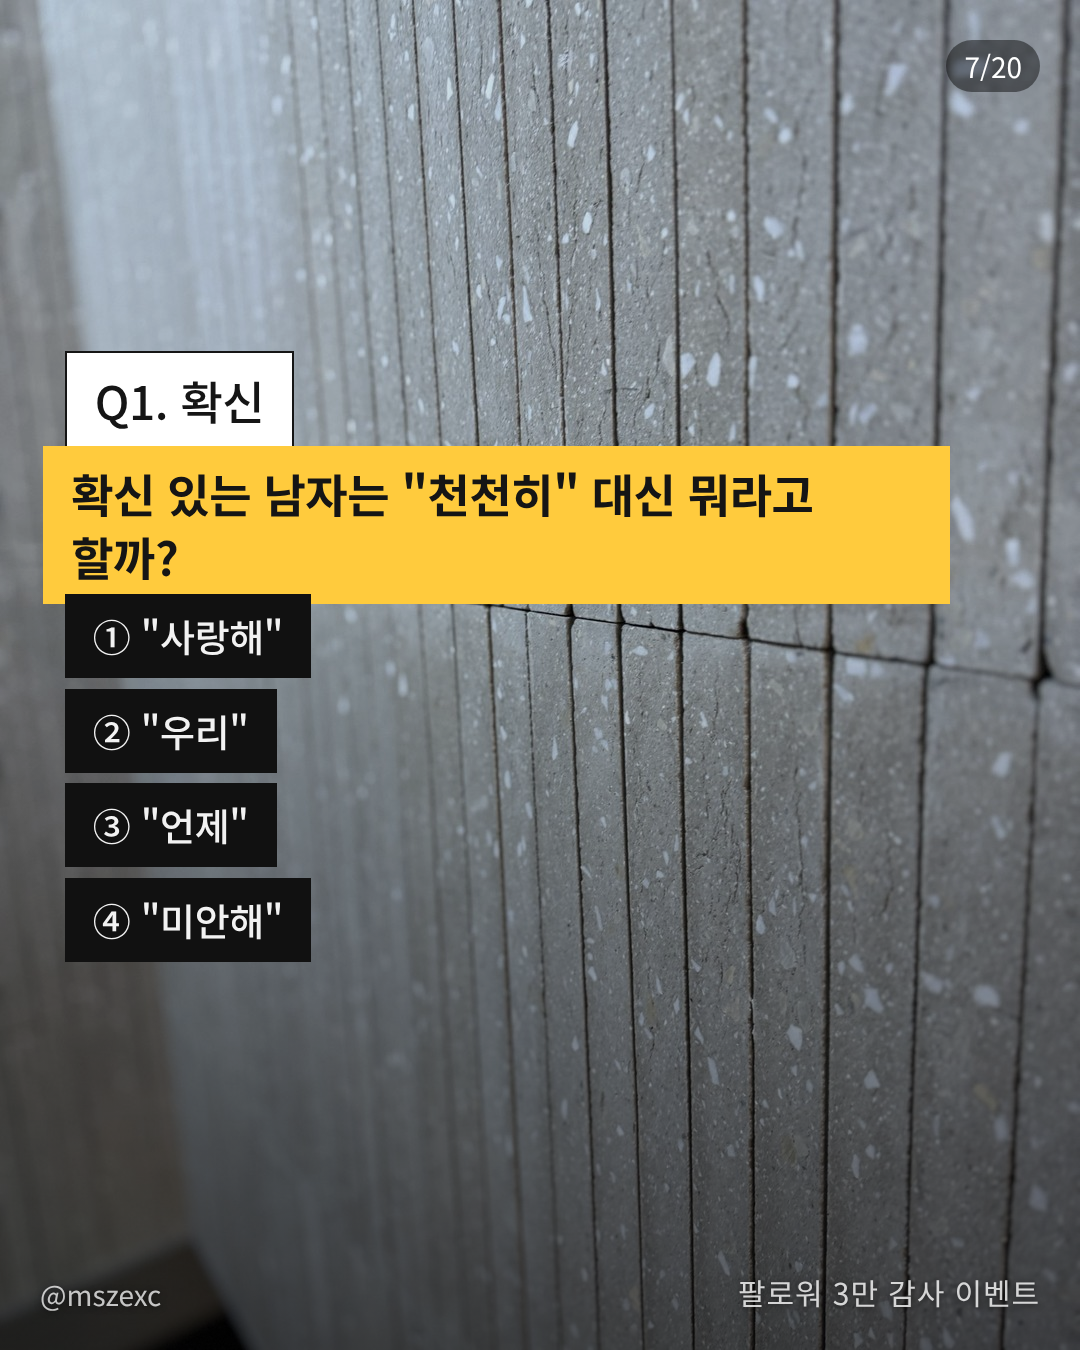 7/20
Q1. 확신
확신 있는 남자는 "천천히" 대신 뭐라고
할까?
① "사랑해"
② "우리"
③ "언제"
④ "미안해"
@mszexc
팔로워 3만 감사 이벤트